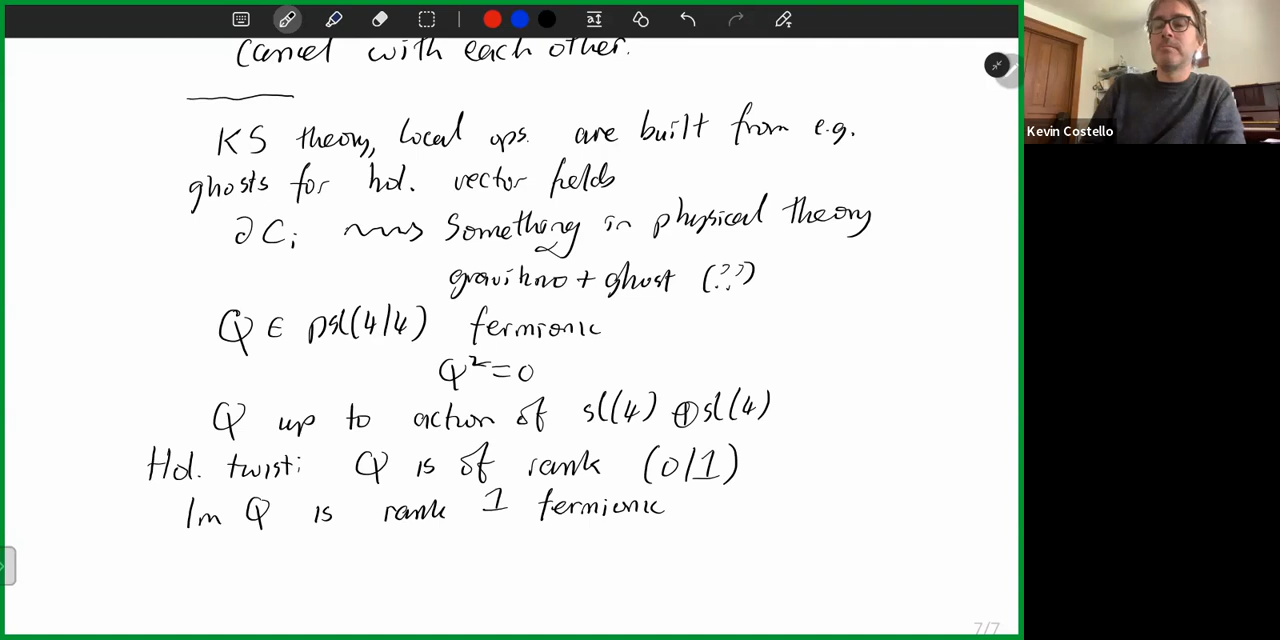 Cancel with each other.
KS theory, local ops. are built from e.g.
ghosts for hol. vector fields
∂C; ⇝ Something in physical theory
gravitino + ghost (??)
Q ∈ psl(4|4) fermionic
Q² = 0
Q up to action of sl(4) ⊕ sl(4)
Hol. twist: Q is of rank (0|1)
Im Q is rank 1 fermionic
7/7
Kevin Costello